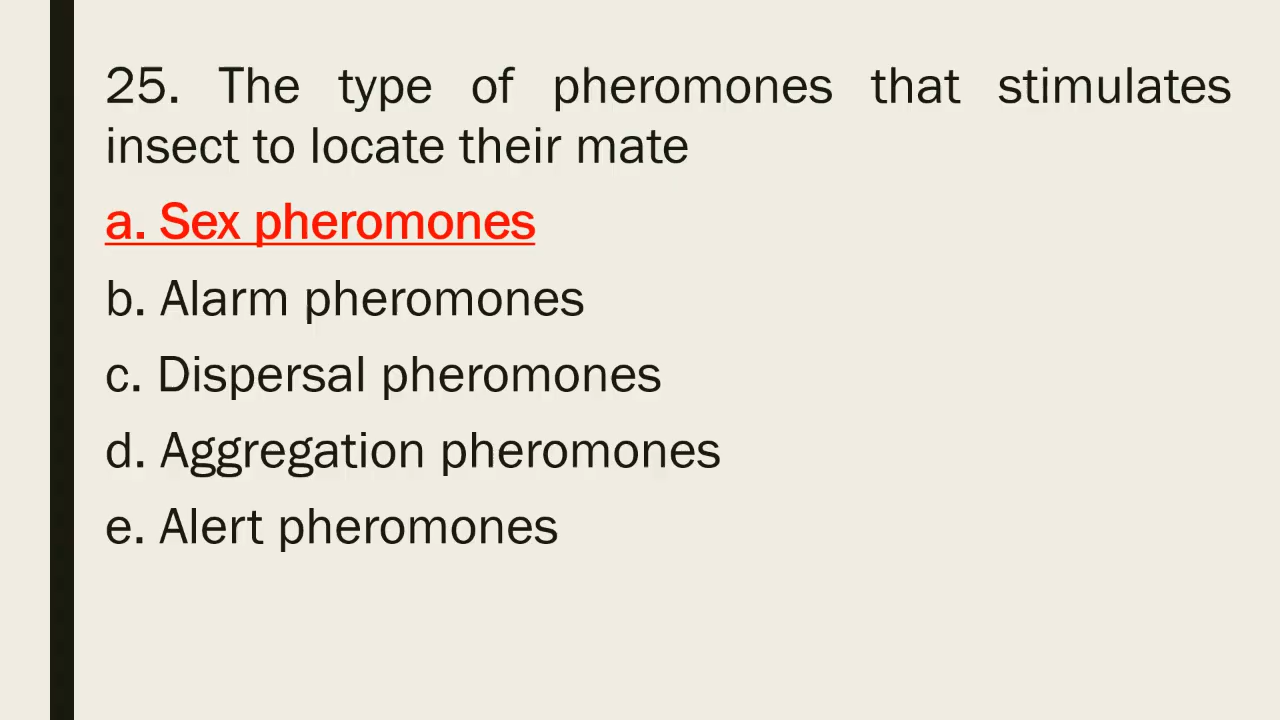 25. The type of pheromones that stimulates
insect to locate their mate
a. Sex pheromones
b. Alarm pheromones
c. Dispersal pheromones
d. Aggregation pheromones
e. Alert pheromones